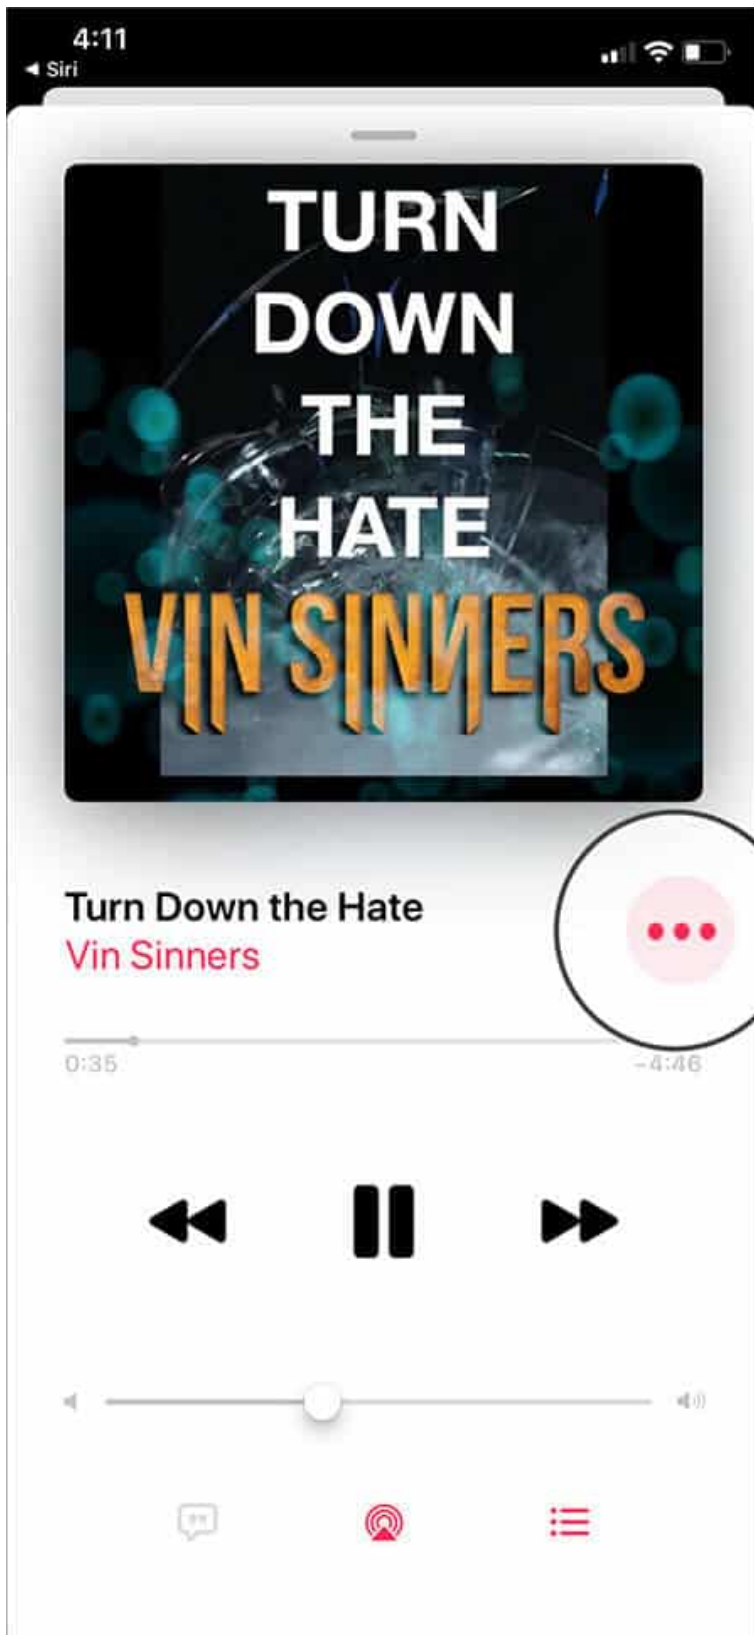 4:11
◀ Siri
TURN
DOWN
THE
HATE
VIN SINNERS
Turn Down the Hate
Vin Sinners
0:35
-4:46